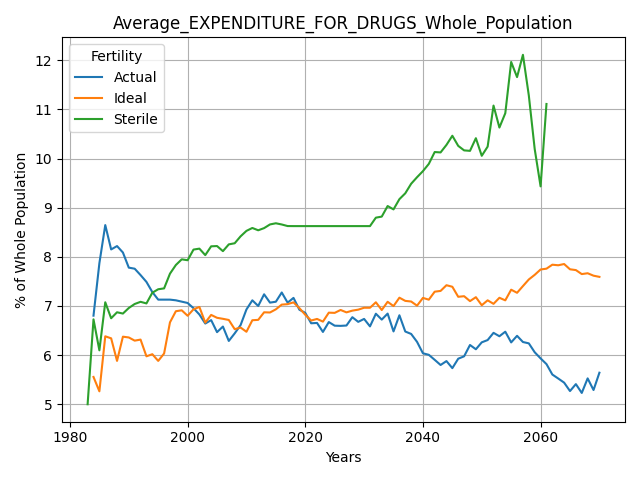 Average_EXPENDITURE_FOR_DRUGS_Whole_Population
Fertility
Actual
Ideal
Sterile
% of Whole Population
12
11
10
9
8
7
6
5
1980 2000 2020 2040 2060
Years